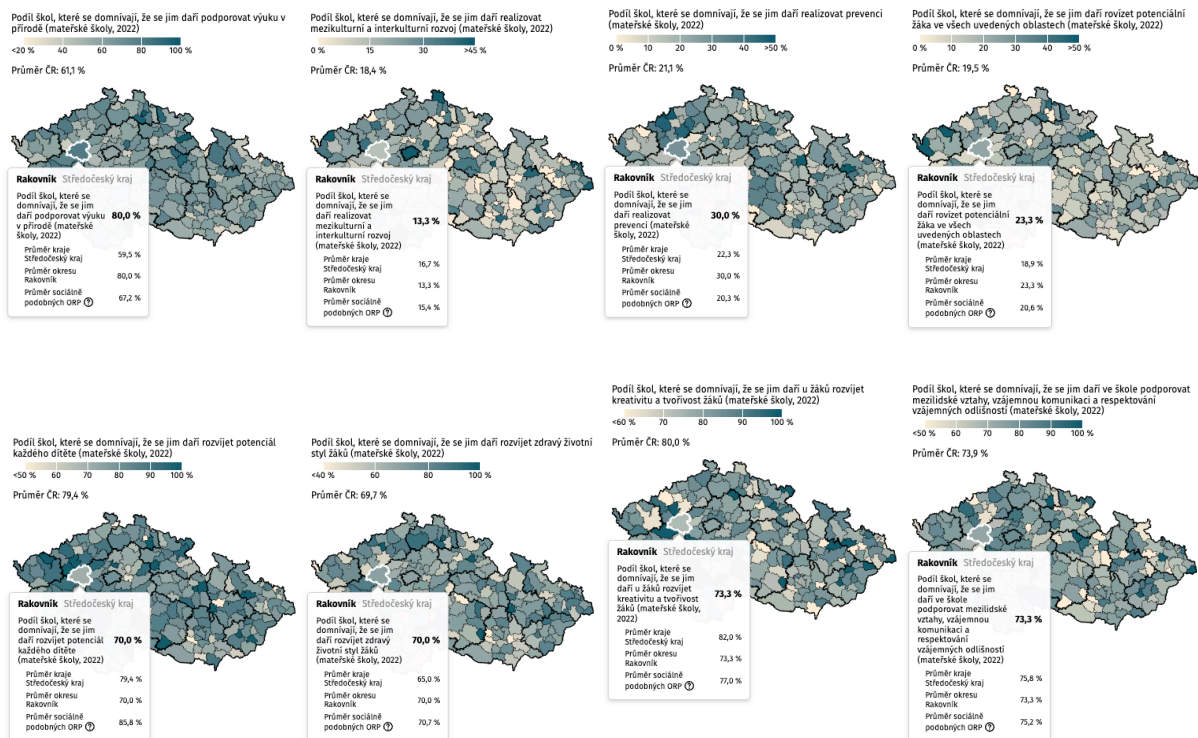 Podíl škol, které se domnívají, že se jim daří podporovat výuku v
přírodě (mateřské školy, 2022)
<20 % 40 60 80 100 %
Průměr ČR: 61,1 %
Rakovník Středočeský kraj
Podíl škol, které se
domnívají, že se jim
daří podporovat výuku
v přírodě (mateřské
školy, 2022)
80,0 %
Průměr kraje
Středočeský kraj
59,5 %
Průměr okresu
Rakovník
80,0 %
Průměr sociálně
podobných ORP ?
67,2 %
Podíl škol, které se domnívají, že se jim daří realizovat
mezikulturní a interkulturní rozvoj (mateřské školy, 2022)
0 % 15 30 >45 %
Průměr ČR: 18,4 %
Rakovník Středočeský kraj
Podíl škol, které se
domnívají, že se jim
daří realizovat
mezikulturní a
interkulturní rozvoj
(mateřské školy, 2022)
13,3 %
Průměr kraje
Středočeský kraj
16,7 %
Průměr okresu
Rakovník
13,3 %
Průměr sociálně
podobných ORP ?
15,4 %
Podíl škol, které se domnívají, že se jim daří realizovat prevenci
(mateřské školy, 2022)
0 % 10 20 30 40 >50 %
Průměr ČR: 21,1 %
Rakovník Středočeský kraj
Podíl škol, které se
domnívají, že se jim
daří realizovat
prevenci (mateřské
školy, 2022)
30,0 %
Průměr kraje
Středočeský kraj
22,3 %
Průměr okresu
Rakovník
30,0 %
Průměr sociálně
podobných ORP ?
20,3 %
Podíl škol, které se domnívají, že se jim daří rovízet potenciální
žáka ve všech uvedených oblastech (mateřské školy, 2022)
0 % 10 20 30 40 >50 %
Průměr ČR: 19,5 %
Rakovník Středočeský kraj
Podíl škol, které se
domnívají, že se jim
daří rovízet potenciální
žáka ve všech
uvedených oblastech
(mateřské školy, 2022)
23,3 %
Průměr kraje
Středočeský kraj
18,9 %
Průměr okresu
Rakovník
23,3 %
Průměr sociálně
podobných ORP ?
20,6 %
Podíl škol, které se domnívají, že se jim daří rozvíjet potenciál
každého dítěte (mateřské školy, 2022)
<50 % 60 70 80 90 100 %
Průměr ČR: 79,4 %
Rakovník Středočeský kraj
Podíl škol, které se
domnívají, že se jim
daří rozvíjet potenciál
každého dítěte
(mateřské školy, 2022)
70,0 %
Průměr kraje
Středočeský kraj
79,4 %
Průměr okresu
Rakovník
70,0 %
Průměr sociálně
podobných ORP ?
85,8 %
Podíl škol, které se domnívají, že se jim daří rozvíjet zdravý životní
styl žáků (mateřské školy, 2022)
<40 % 60 80 100 %
Průměr ČR: 69,7 %
Rakovník Středočeský kraj
Podíl škol, které se
domnívají, že se jim
daří rozvíjet zdravý
životní styl žáků
(mateřské školy, 2022)
70,0 %
Průměr kraje
Středočeský kraj
65,0 %
Průměr okresu
Rakovník
70,0 %
Průměr sociálně
podobných ORP ?
70,7 %
Podíl škol, které se domnívají, že se jim daří u žáků rozvíjet
kreativitu a tvořivost žáků (mateřské školy, 2022)
<60 % 70 80 90 100 %
Průměr ČR: 80,0 %
Rakovník Středočeský kraj
Podíl škol, které se
domnívají, že se jim
daří u žáků rozvíjet
kreativitu a tvořivost
žáků (mateřské školy,
2022)
73,3 %
Průměr kraje
Středočeský kraj
82,0 %
Průměr okresu
Rakovník
73,3 %
Průměr sociálně
podobných ORP ?
77,0 %
Podíl škol, které se domnívají, že se jim daří ve škole podporovat
mezilidské vztahy, vzájemnou komunikaci a respektování
vzájemných odlišností (mateřské školy, 2022)
<50 % 60 70 80 90 100 %
Průměr ČR: 73,9 %
Rakovník Středočeský kraj
Podíl škol, které se
domnívají, že se jim
daří ve škole
podporovat mezilidské
vztahy, vzájemnou
komunikaci a
respektování
vzájemných odlišností
(mateřské školy, 2022)
73,3 %
Průměr kraje
Středočeský kraj
75,8 %
Průměr okresu
Rakovník
73,3 %
Průměr sociálně
podobných ORP ?
75,2 %